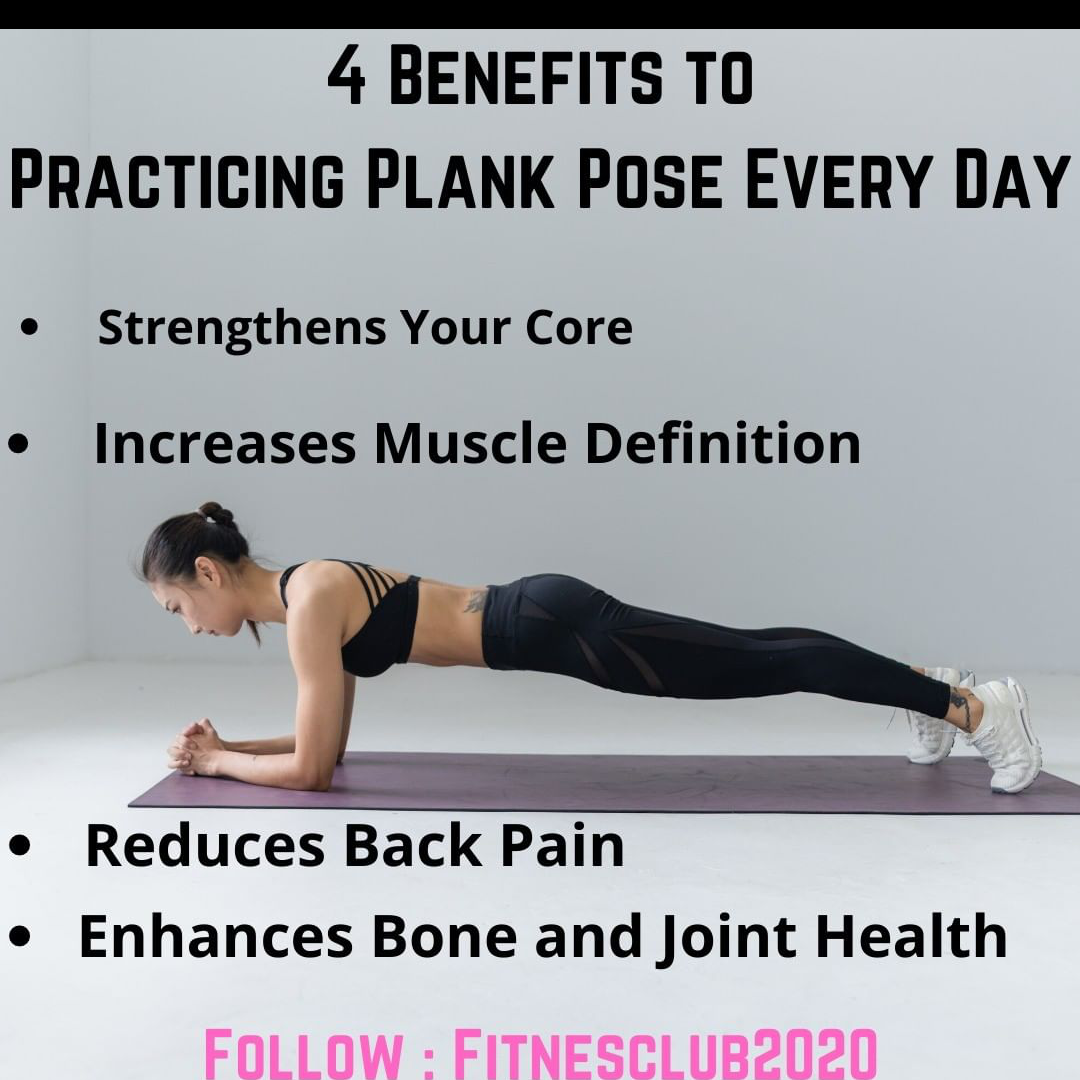 4 Benefits to
Practicing Plank Pose Every Day
• Strengthens Your Core
• Increases Muscle Definition
• Reduces Back Pain
• Enhances Bone and Joint Health
Follow : Fitnesclub2020